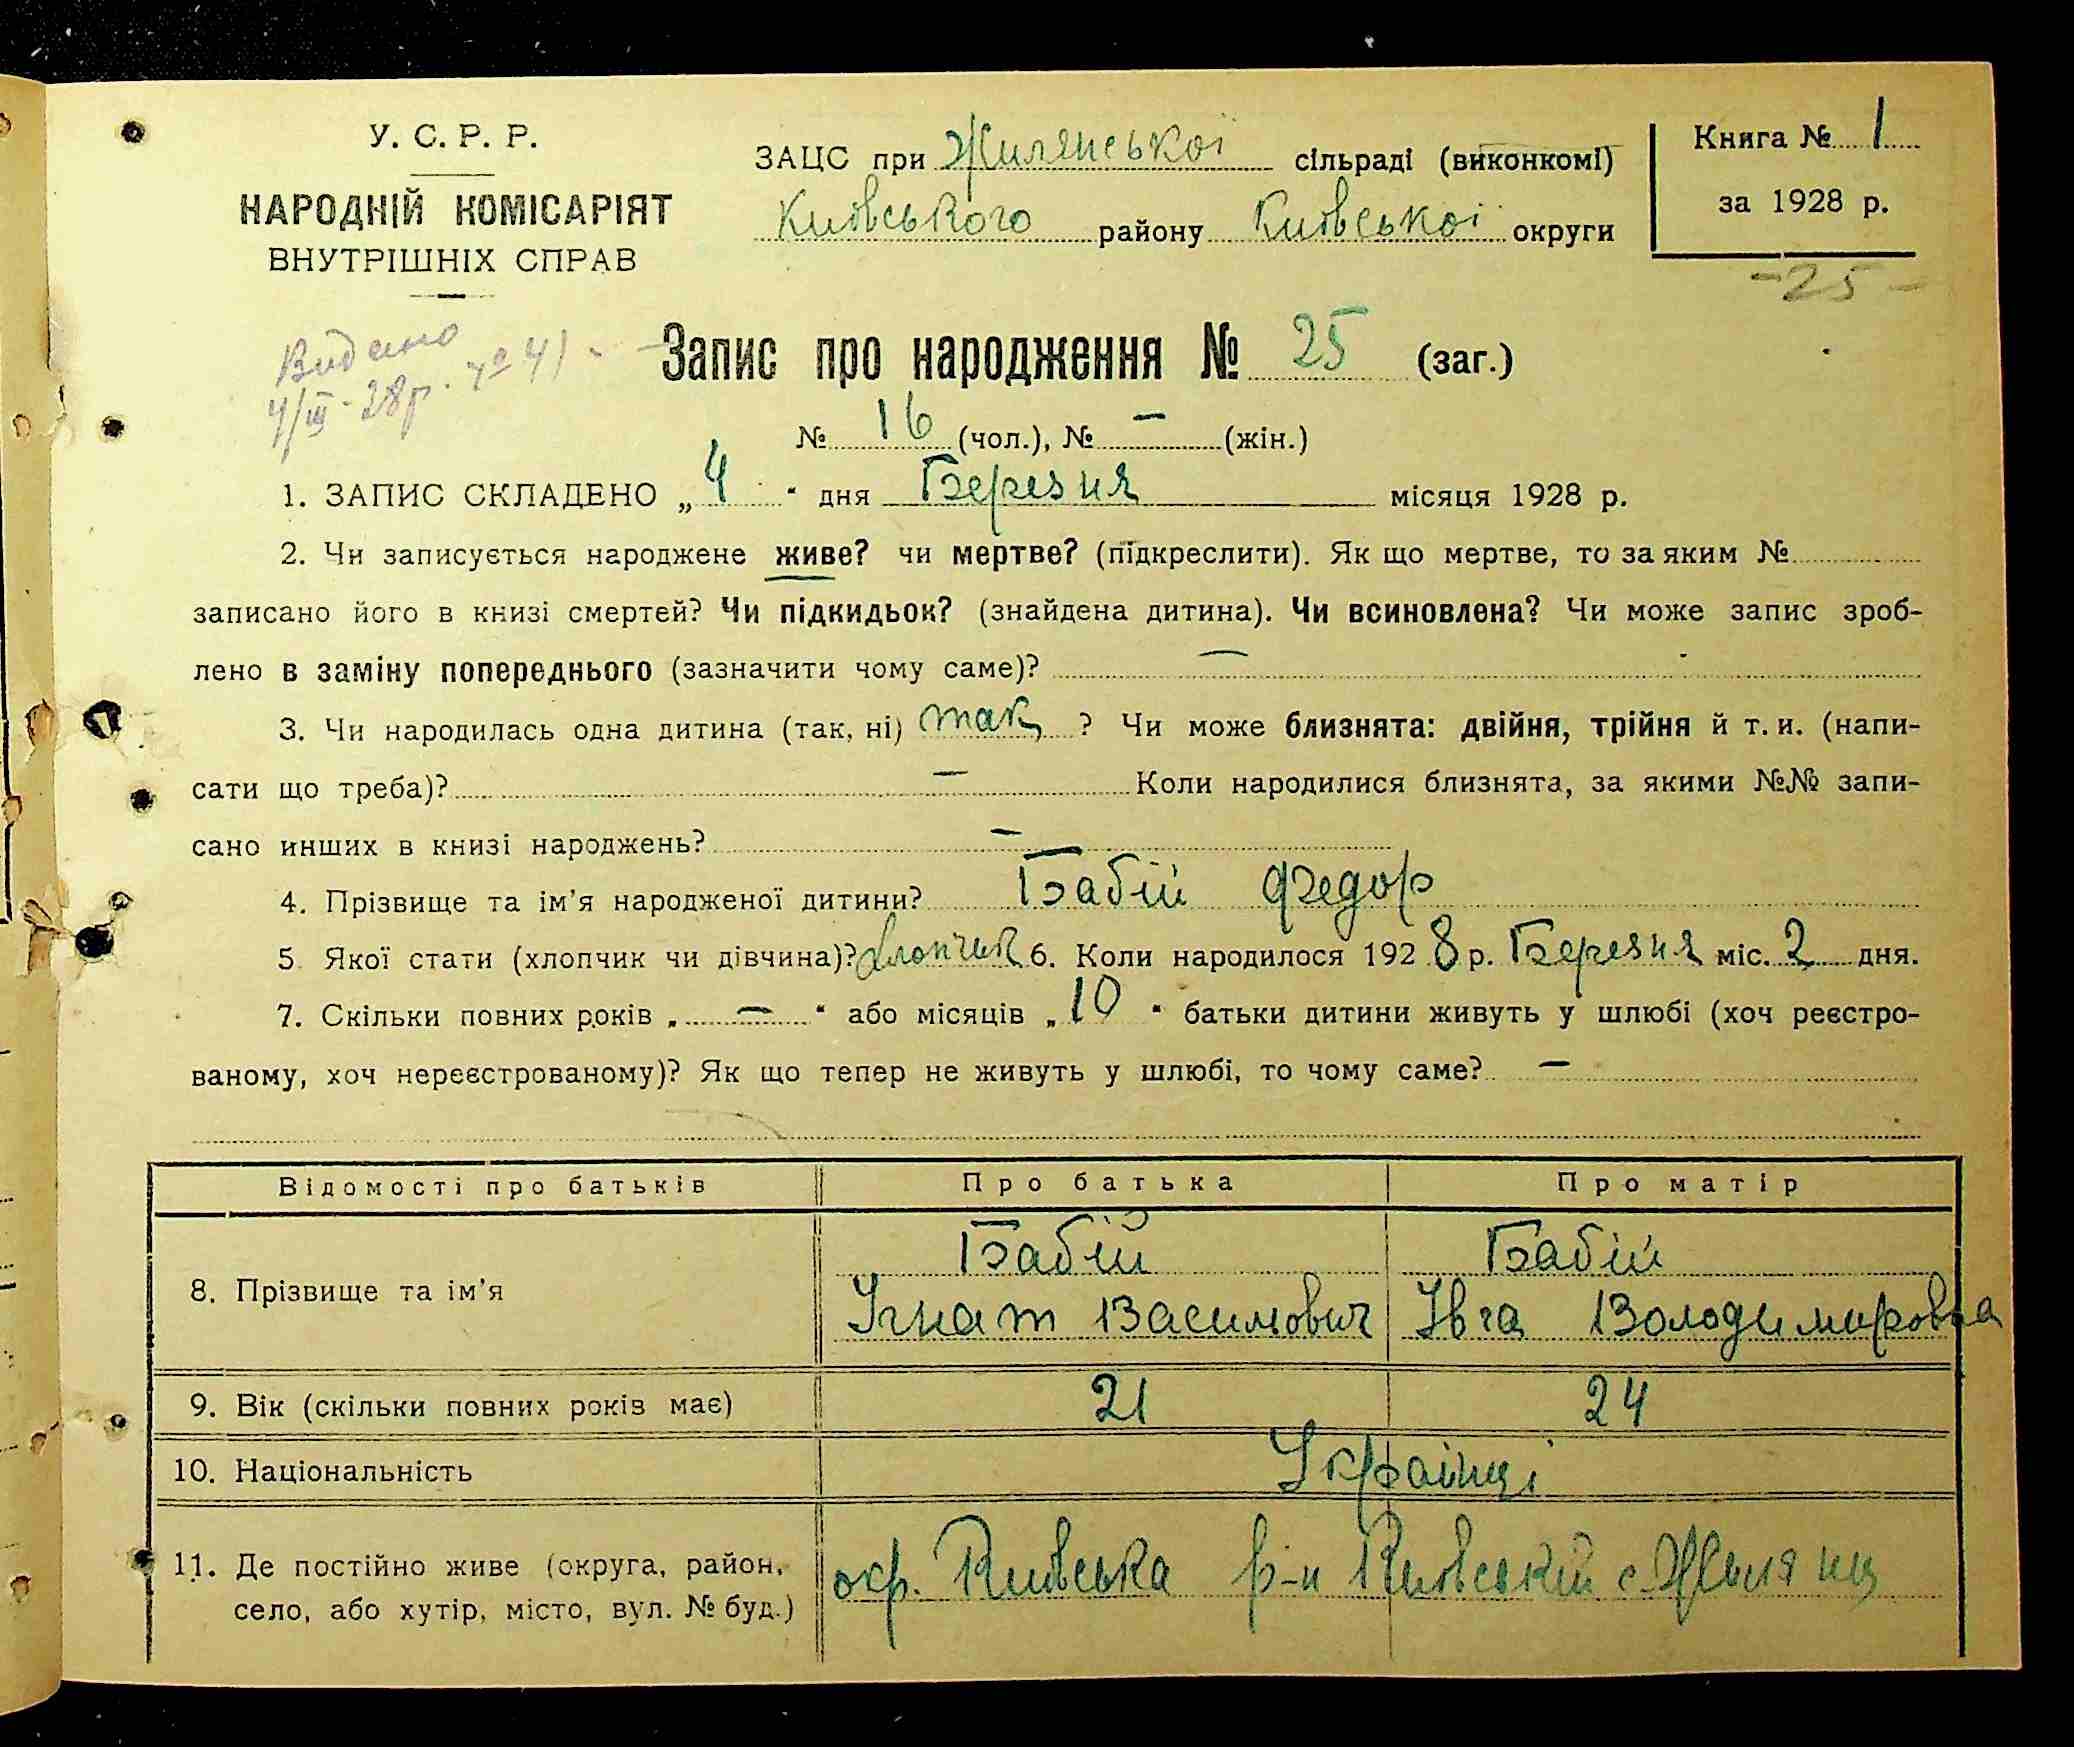 У. С. Р. Р.
НАРОДНІЙ КОМІСАРІЯТ
ВНУТРІШНІХ СПРАВ
ЗАЦС при Жилянської сільраді (виконкомі)
Київського району Київської округи
Книга № 1
за 1928 р.
-25-
Видано
4/III-28р. № 41
Запис про народження № 25 (заг.)
№ 16 (чол.), № — (жін.)
1. ЗАПИС СКЛАДЕНО „4“ дня Березня місяця 1928 р.
2. Чи записується народжене живе? чи мертве? (підкреслити). Як що мертве, то за яким №
записано його в книзі смертей? Чи підкидьок? (знайдена дитина). Чи всиновлена? Чи може запис зроб-
лено в заміну попереднього (зазначити чому саме)? —
3. Чи народилась одна дитина (так, ні) так ? Чи може близнята: двійня, трійня й т. и. (напи-
сати що треба)? — Коли народилися близнята, за якими №№ запи-
сано инших в книзі народжень? —
4. Прізвище та ім'я народженої дитини? Бабій Федор
5. Якої стати (хлопчик чи дівчина)? хлопчик 6. Коли народилося 1928 р. Березня міс. 2 дня.
7. Скільки повних років „—“ або місяців „10“ батьки дитини живуть у шлюбі (хоч реєстро-
ваному, хоч нереєстрованому)? Як що тепер не живуть у шлюбі, то чому саме? —
Відомості про батьків Про батька Про матір
8. Прізвище та ім'я
Бабій Бабій
Ігнат Василович Івга Володимировна
9. Вік (скільки повних років має) 21 24
10. Національність Українці
11. Де постійно живе (округа, район,
село, або хутір, місто, вул. № буд.)
окр. Київська р-н Київський с. Жиляни